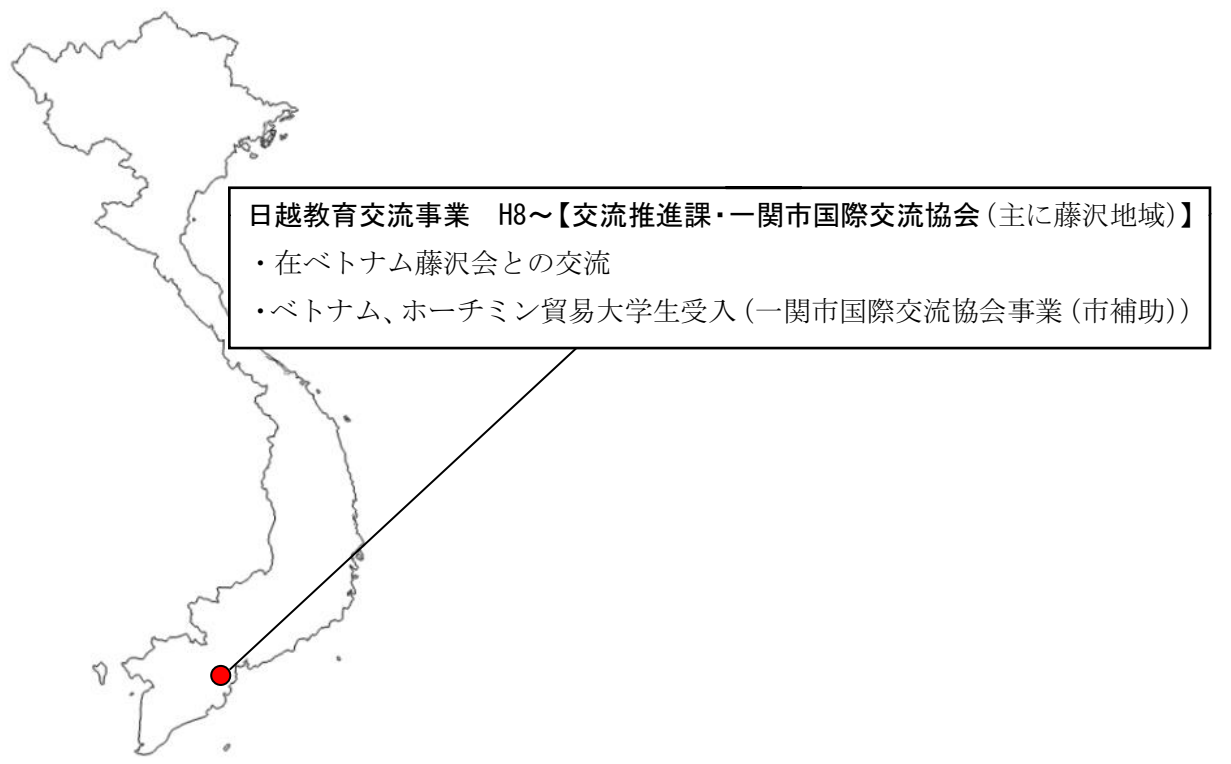 日越教育交流事業　H8～【交流推進課・一関市国際交流協会(主に藤沢地域)】
・在ベトナム藤沢会との交流
・ベトナム、ホーチミン貿易大学生受入(一関市国際交流協会事業(市補助))